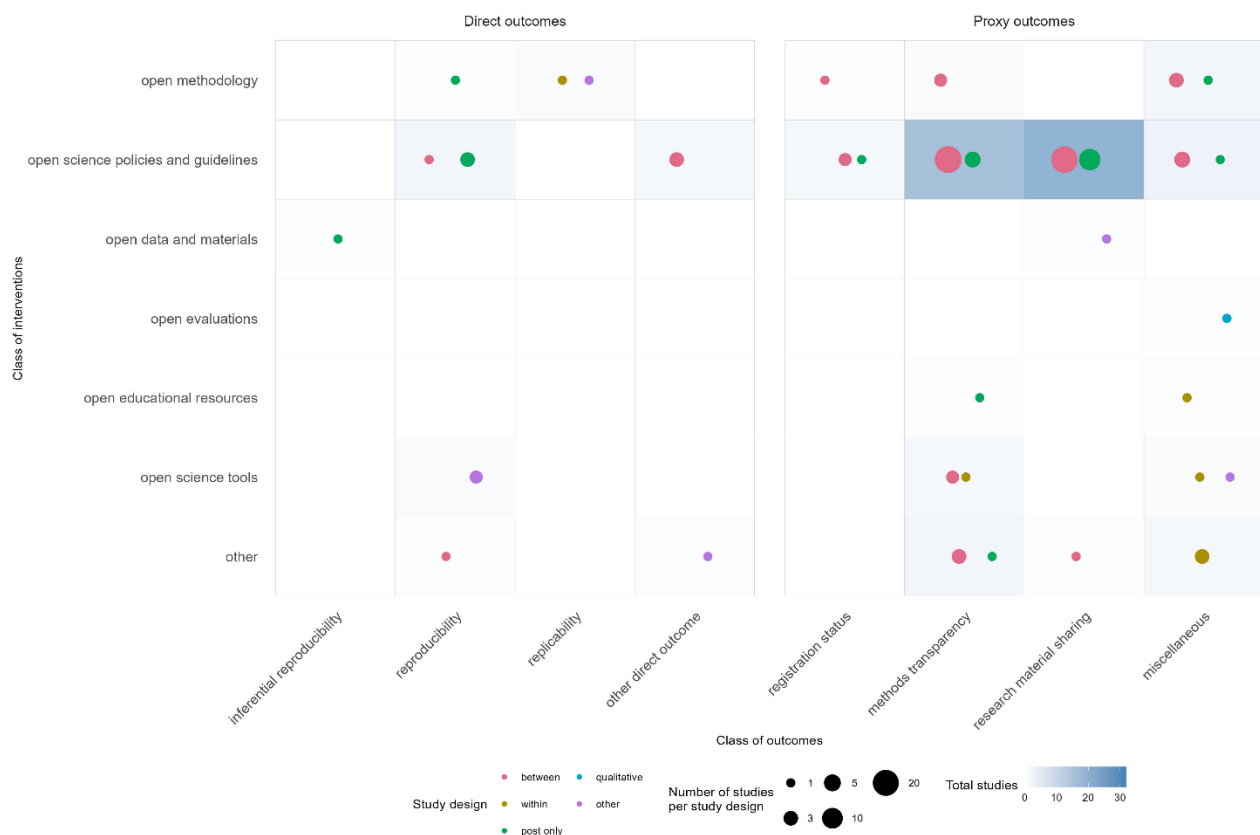 Direct outcomes
Proxy outcomes
open methodology
open science policies and guidelines
open data and materials
open evaluations
open educational resources
open science tools
other
Class of interventions
inferential reproducibility
reproducibility
replicability
other direct outcome
registration status
methods transparency
research material sharing
miscellaneous
Class of outcomes
Study design
between
within
post only
qualitative
other
Number of studies
per study design
1
3
5
10
20
Total studies
0 10 20 30